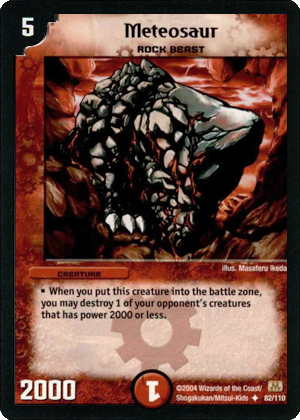 5
Meteosaur
ROCK BEAST
illus. Masateru Ikeda
CREATURE
▪ When you put this creature into the battle zone,
you may destroy 1 of your opponent's creatures
that has power 2000 or less.
2000
1
©2004 Wizards of the Coast/
Shogakukan/Mitsui-Kids ♦ 82/110